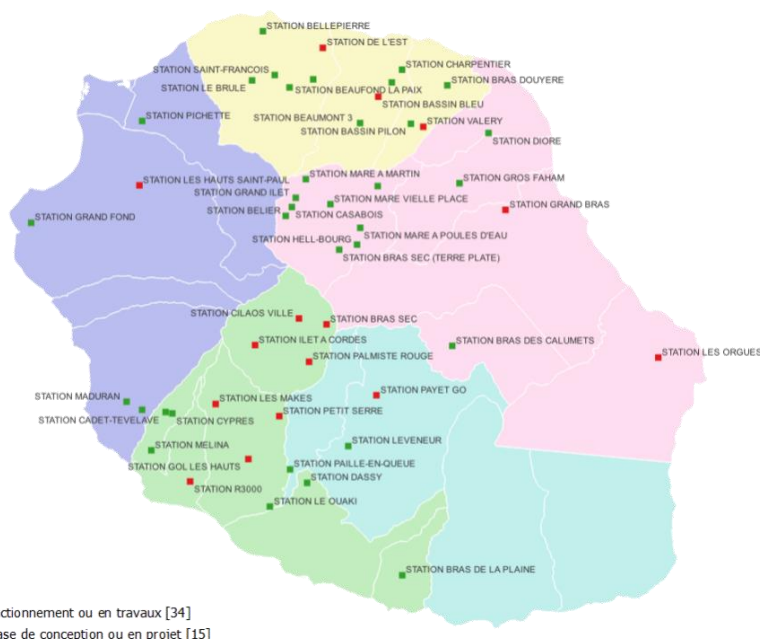 STATION BELLEPIERRE
STATION DE L'EST
STATION CHARPENTIER
STATION SAINT-FRANCOIS
STATION BRAS DOUYERE
STATION LE BRULE
STATION BEAUFOND LA PAIX
STATION BASSIN BLEU
STATION PICHETTE
STATION BEAUMONT 3
STATION VALERY
STATION BASSIN PILON
STATION DIORE
STATION MARE A MARTIN
STATION LES HAUTS SAINT-PAUL
STATION GROS FAHAM
STATION GRAND ILET
STATION MARE VIELLE PLACE
STATION GRAND BRAS
STATION BELIER
STATION CASABOIS
STATION GRAND FOND
STATION MARE A POULES D'EAU
STATION HELL-BOURG
STATION BRAS SEC (TERRE PLATE)
STATION CILAOS VILLE
STATION BRAS SEC
STATION ILET A CORDES
STATION BRAS DES CALUMETS
STATION LES ORGUES
STATION PALMISTE ROUGE
STATION PAYET GO
STATION MADURAN
STATION LES MAKES
STATION PETIT SERRE
STATION CADET-TEVELAVE
STATION CYPRES
STATION LEVENEUR
STATION MELINA
STATION GOL LES HAUTS
STATION PAILLE-EN-QUEUE
STATION DASSY
STATION R3000
STATION LE OUAKI
STATION BRAS DE LA PLAINE
ctionnement ou en travaux [34]
ase de conception ou en projet [15]